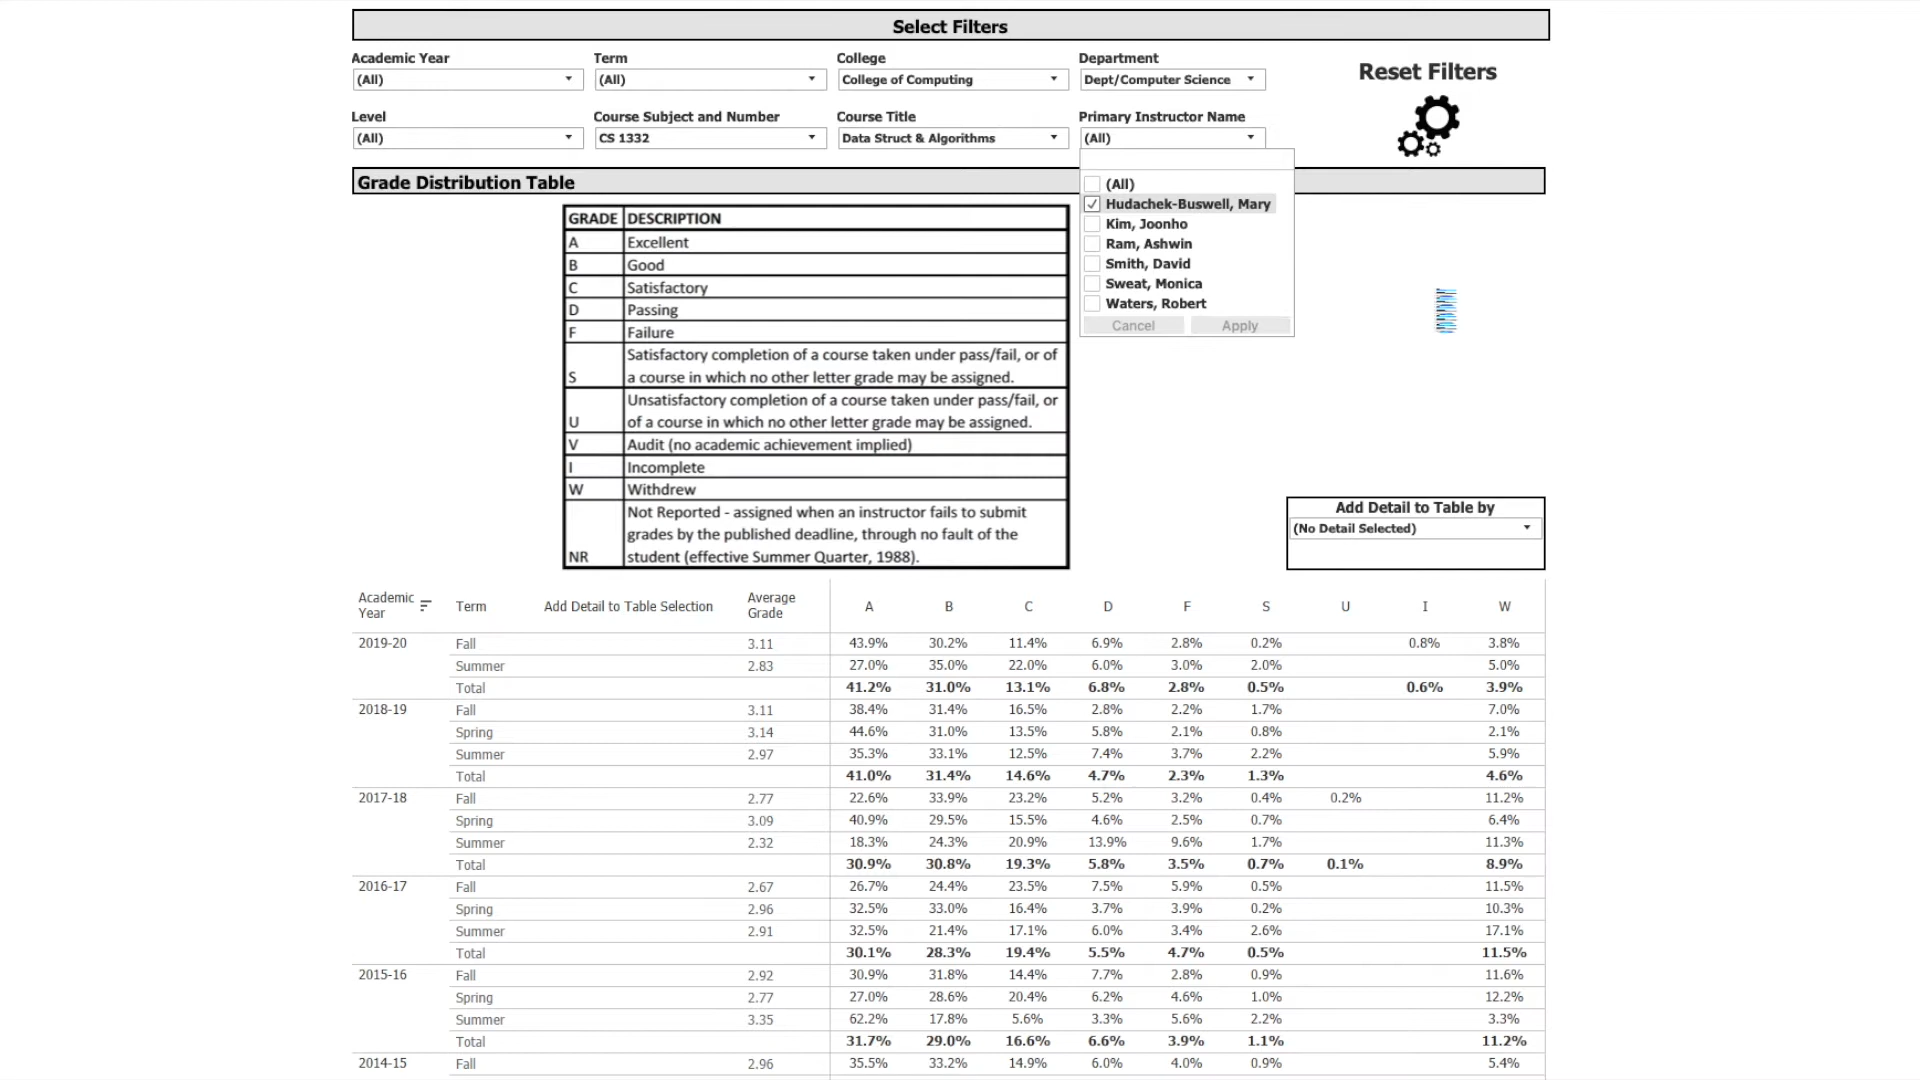 Select Filters
Academic Year
Term
College
Department
(All)
(All)
College of Computing
Dept/Computer Science
Reset Filters
Level
Course Subject and Number
Course Title
Primary Instructor Name
(All)
CS 1332
Data Struct & Algorithms
(All)
(All)
Hudachek-Buswell, Mary
Kim, Joonho
Ram, Ashwin
Smith, David
Sweat, Monica
Waters, Robert
Cancel Apply
Grade Distribution Table
GRADE DESCRIPTION
A Excellent
B Good
C Satisfactory
D Passing
F Failure
Satisfactory completion of a course taken under pass/fail, or of
S a course in which no other letter grade may be assigned.
Unsatisfactory completion of a course taken under pass/fail, or
U of a course in which no other letter grade may be assigned.
V Audit (no academic achievement implied)
I Incomplete
W Withdrew
Not Reported - assigned when an instructor fails to submit
grades by the published deadline, through no fault of the
NR student (effective Summer Quarter, 1988).
Add Detail to Table by
(No Detail Selected)
Academic Year Term Add Detail to Table Selection Average Grade A B C D F S U I W
2019-20 Fall 3.11 43.9% 30.2% 11.4% 6.9% 2.8% 0.2% 0.8% 3.8%
Summer 2.83 27.0% 35.0% 22.0% 6.0% 3.0% 2.0% 5.0%
Total 41.2% 31.0% 13.1% 6.8% 2.8% 0.5% 0.6% 3.9%
2018-19 Fall 3.11 38.4% 31.4% 16.5% 2.8% 2.2% 1.7% 7.0%
Spring 3.14 44.6% 31.0% 13.5% 5.8% 2.1% 0.8% 2.1%
Summer 2.97 35.3% 33.1% 12.5% 7.4% 3.7% 2.2% 5.9%
Total 41.0% 31.4% 14.6% 4.7% 2.3% 1.3% 4.6%
2017-18 Fall 2.77 22.6% 33.9% 23.2% 5.2% 3.2% 0.4% 0.2% 11.2%
Spring 3.09 40.9% 29.5% 15.5% 4.6% 2.5% 0.7% 6.4%
Summer 2.32 18.3% 24.3% 20.9% 13.9% 9.6% 1.7% 11.3%
Total 30.9% 30.8% 19.3% 5.8% 3.5% 0.7% 0.1% 8.9%
2016-17 Fall 2.67 26.7% 24.4% 23.5% 7.5% 5.9% 0.5% 11.5%
Spring 2.96 32.5% 33.0% 16.4% 3.7% 3.9% 0.2% 10.3%
Summer 2.91 32.5% 21.4% 17.1% 6.0% 3.4% 2.6% 17.1%
Total 30.1% 28.3% 19.4% 5.5% 4.7% 0.5% 11.5%
2015-16 Fall 2.92 30.9% 31.8% 14.4% 7.7% 2.8% 0.9% 11.6%
Spring 2.77 27.0% 28.6% 20.4% 6.2% 4.6% 1.0% 12.2%
Summer 3.35 62.2% 17.8% 5.6% 3.3% 5.6% 2.2% 3.3%
Total 31.7% 29.0% 16.6% 6.6% 3.9% 1.1% 11.2%
2014-15 Fall 2.96 35.5% 33.2% 14.9% 6.0% 4.0% 0.9% 5.4%